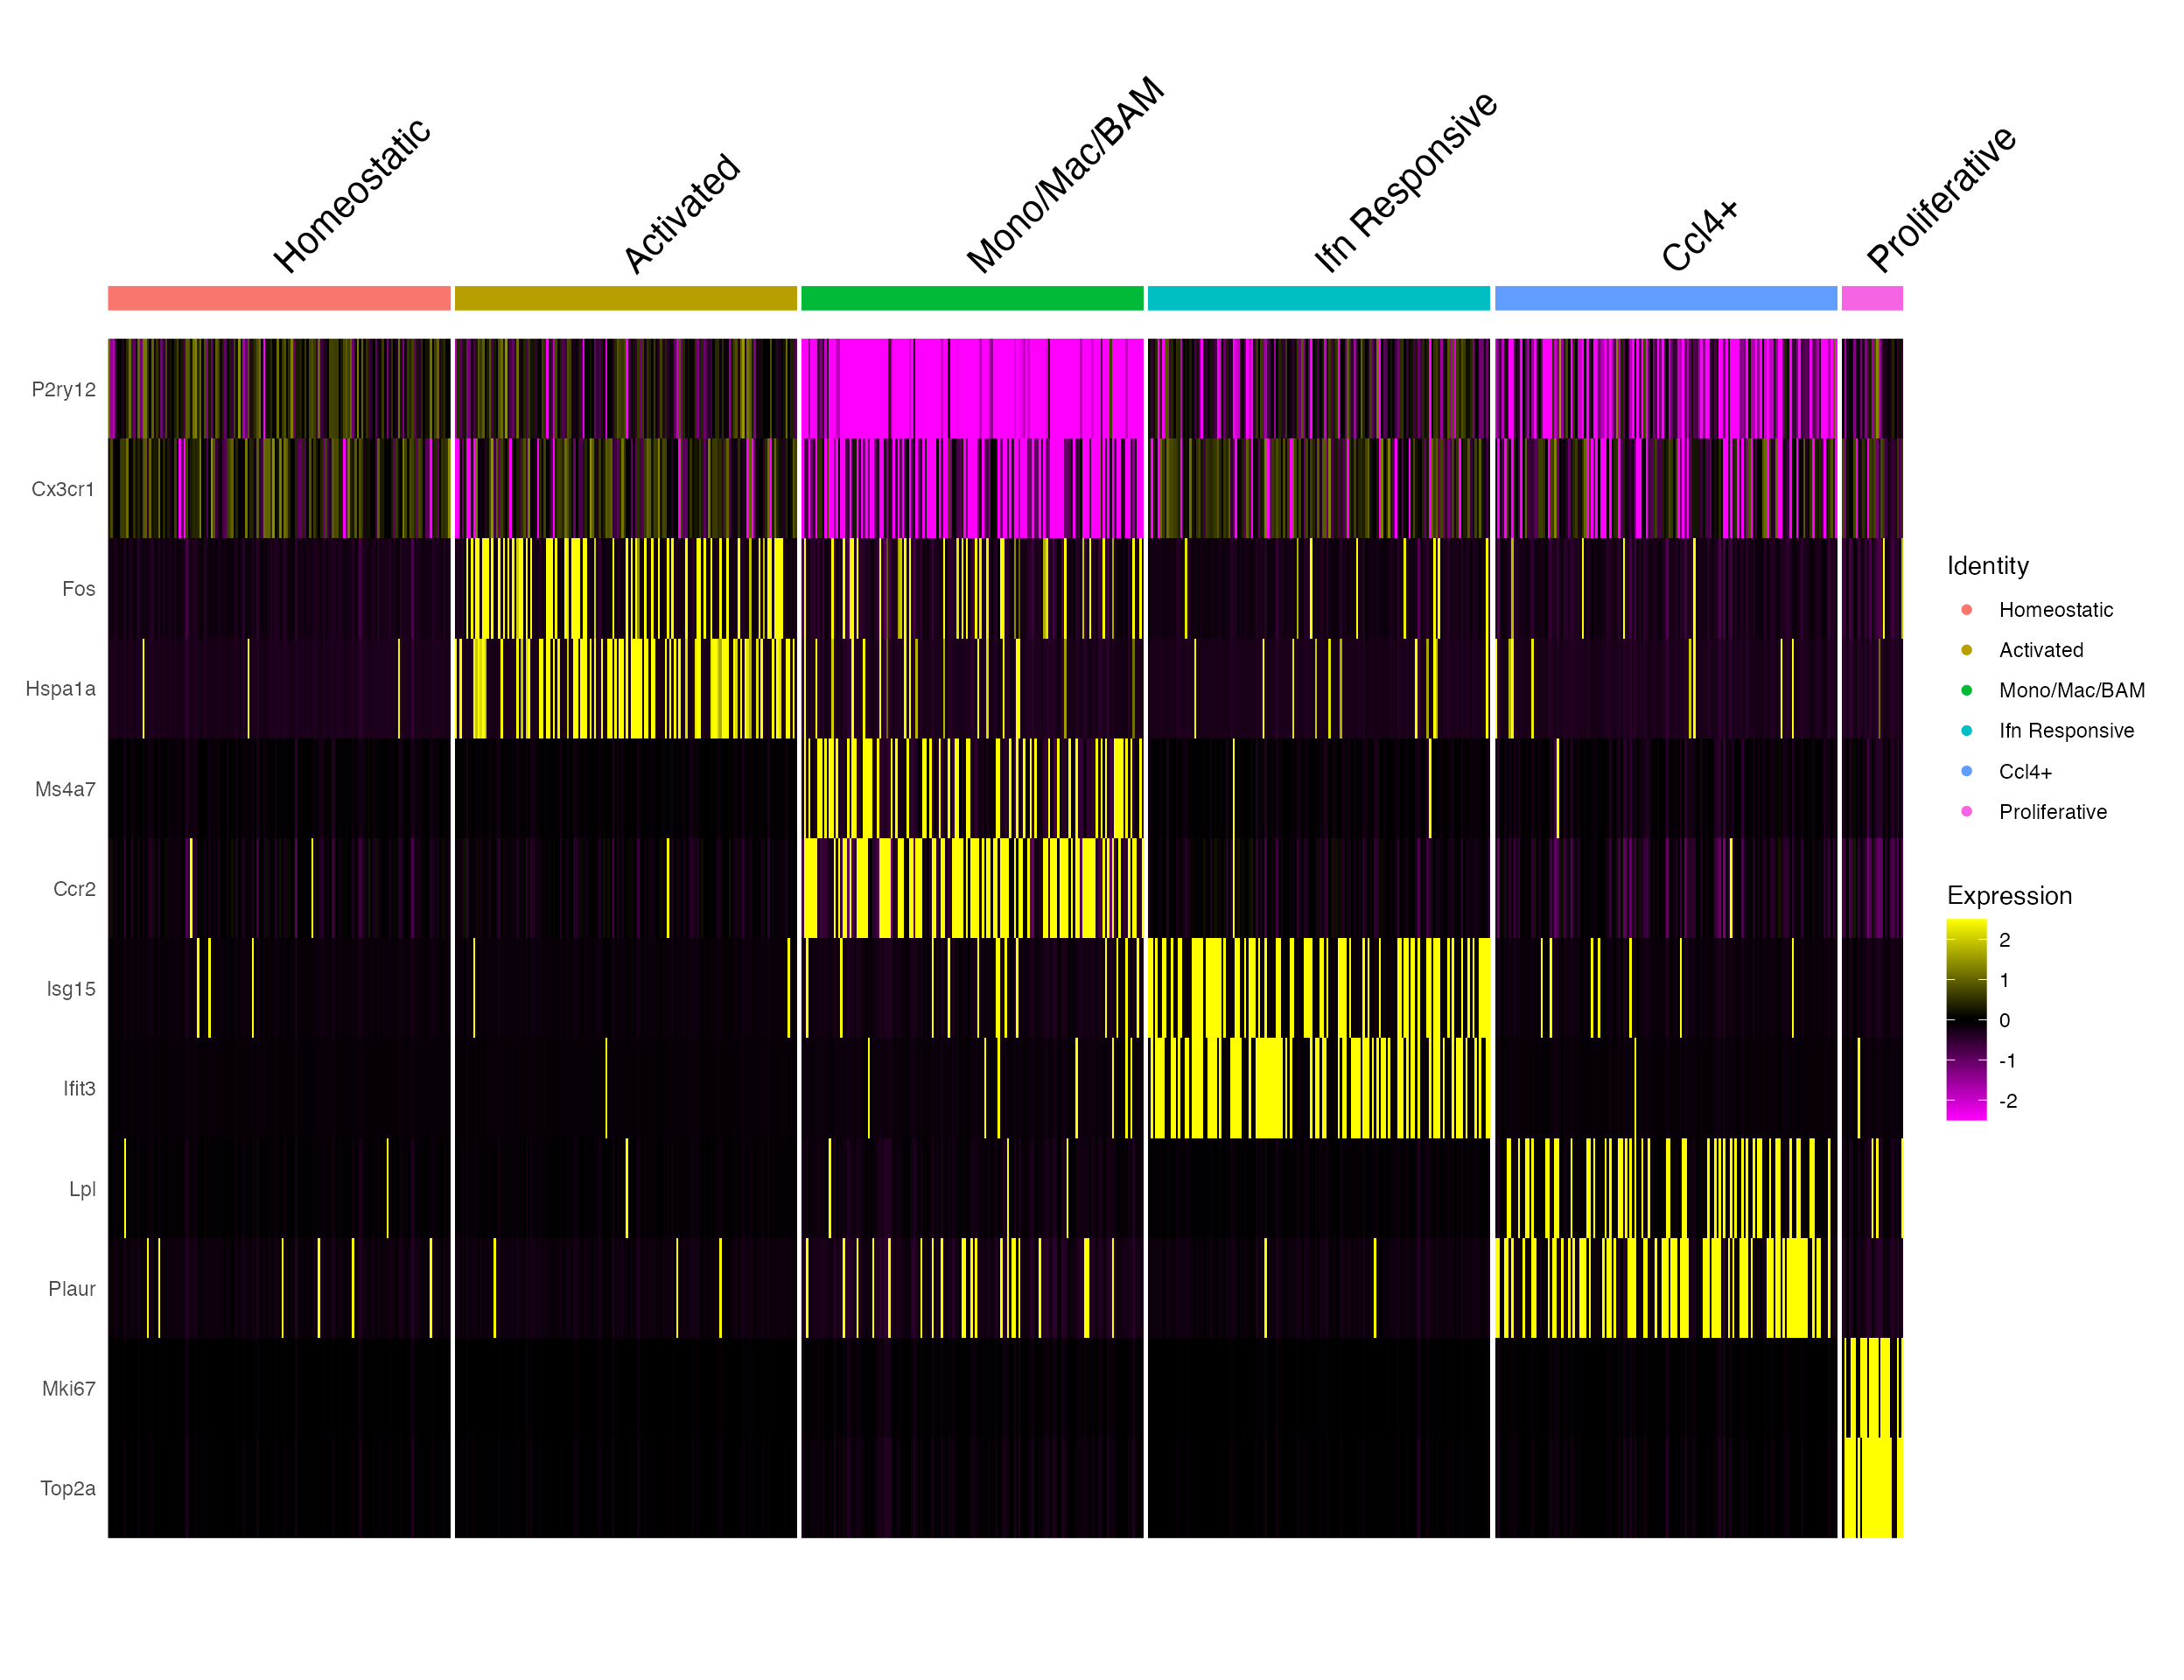 Homeostatic
Activated
Mono/Mac/BAM
Ifn Responsive
Ccl4+
Proliferative
P2ry12
Cx3cr1
Fos
Hspa1a
Ms4a7
Ccr2
Isg15
Ifit3
Lpl
Plaur
Mki67
Top2a
Identity
Homeostatic
Activated
Mono/Mac/BAM
Ifn Responsive
Ccl4+
Proliferative
Expression
2
1
0
-1
-2